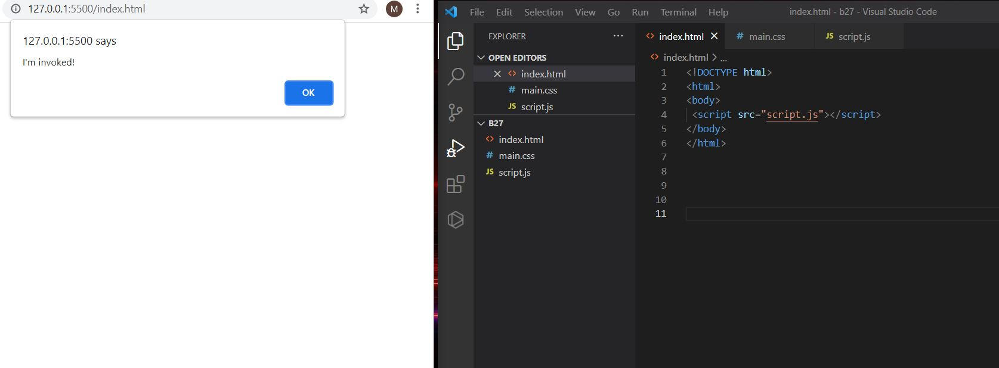 127.0.0.1:5500/index.html
M
127.0.0.1:5500 says
I'm invoked!
OK
File Edit Selection View Go Run Terminal Help
index.html - b27 - Visual Studio Code
EXPLORER
OPEN EDITORS
index.html
# main.css
JS script.js
B27
index.html
# main.css
JS script.js
index.html # main.css JS script.js
index.html > ...
1 <!DOCTYPE html>
2 <html>
3 <body>
4 <script src="script.js"></script>
5 </body>
6 </html>
7
8
9
10
11